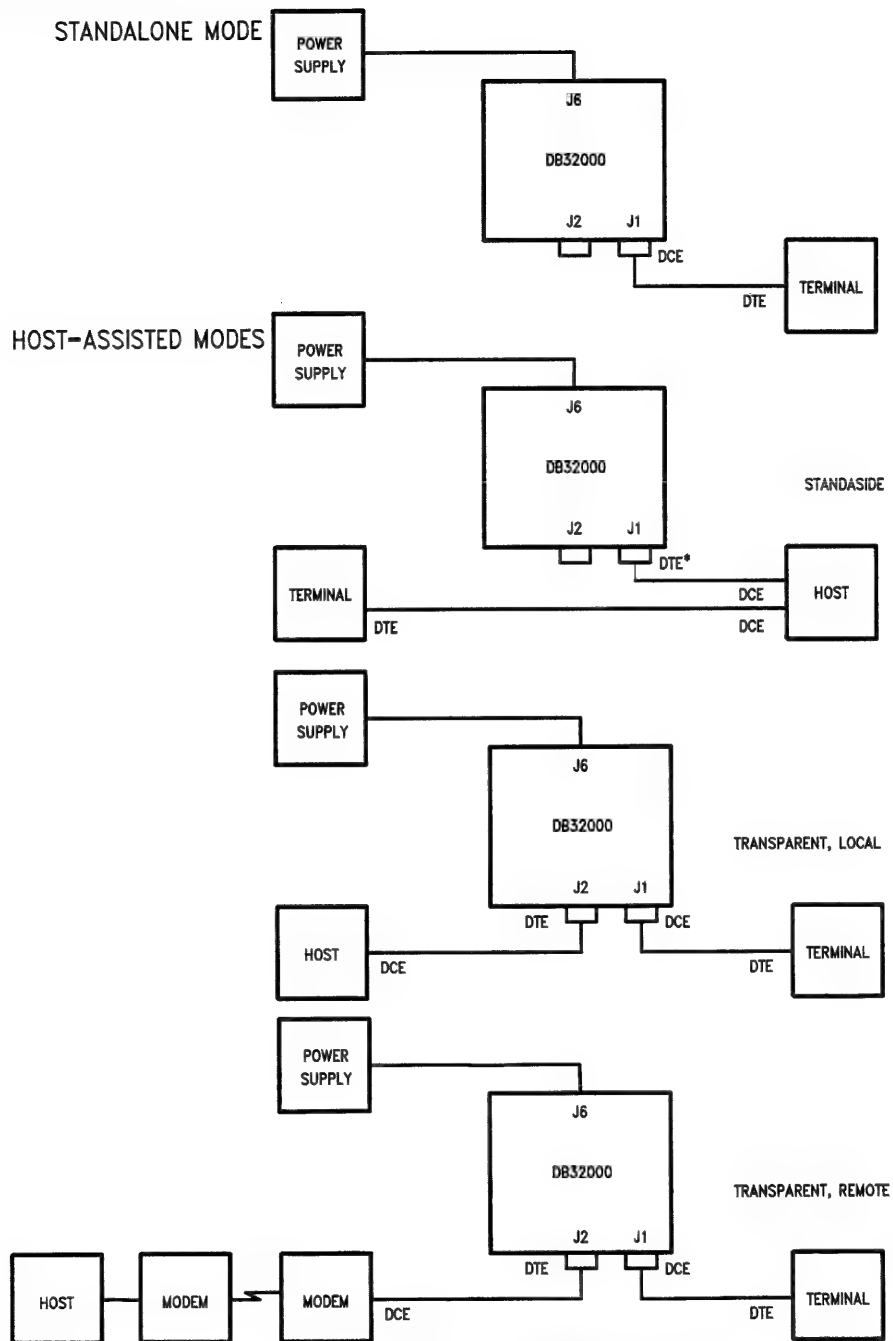 STANDALONE MODE
POWER
SUPPLY
J6
DB32000
J2 J1
DCE
DTE
TERMINAL
HOST-ASSISTED MODES
POWER
SUPPLY
J6
DB32000
STANDASIDE
J2 J1
DTE*
TERMINAL
DCE
HOST
DTE
DCE
POWER
SUPPLY
J6
DB32000
TRANSPARENT, LOCAL
J2 J1
DTE
DCE
HOST
DCE
DTE
TERMINAL
POWER
SUPPLY
J6
DB32000
TRANSPARENT, REMOTE
J2 J1
DTE
DCE
HOST
MODEM
MODEM
DCE
DTE
TERMINAL